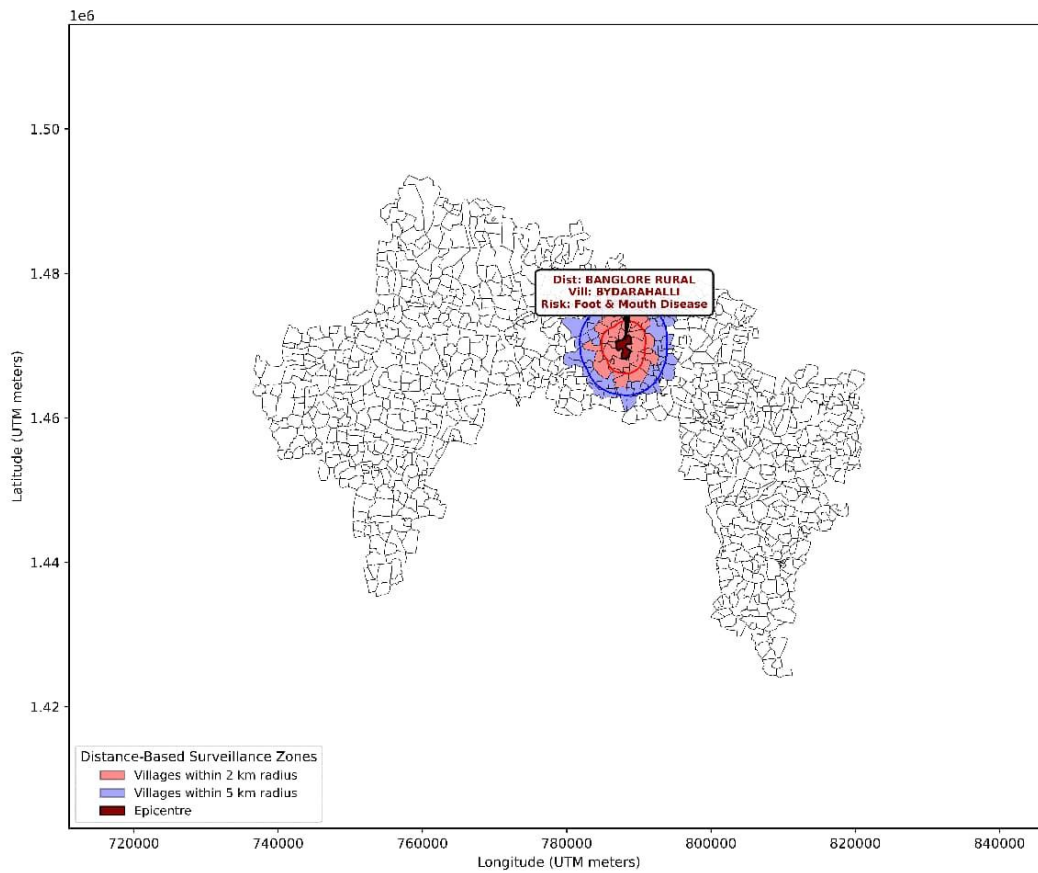 1e6
1.50
1.48
1.46
1.44
1.42
Latitude (UTM meters)
Dist: BANGLORE RURAL
Vill: BYDARAHALLI
Risk: Foot & Mouth Disease
Distance-Based Surveillance Zones
Villages within 2 km radius
Villages within 5 km radius
Epicentre
720000 740000 760000 780000 800000 820000 840000
Longitude (UTM meters)